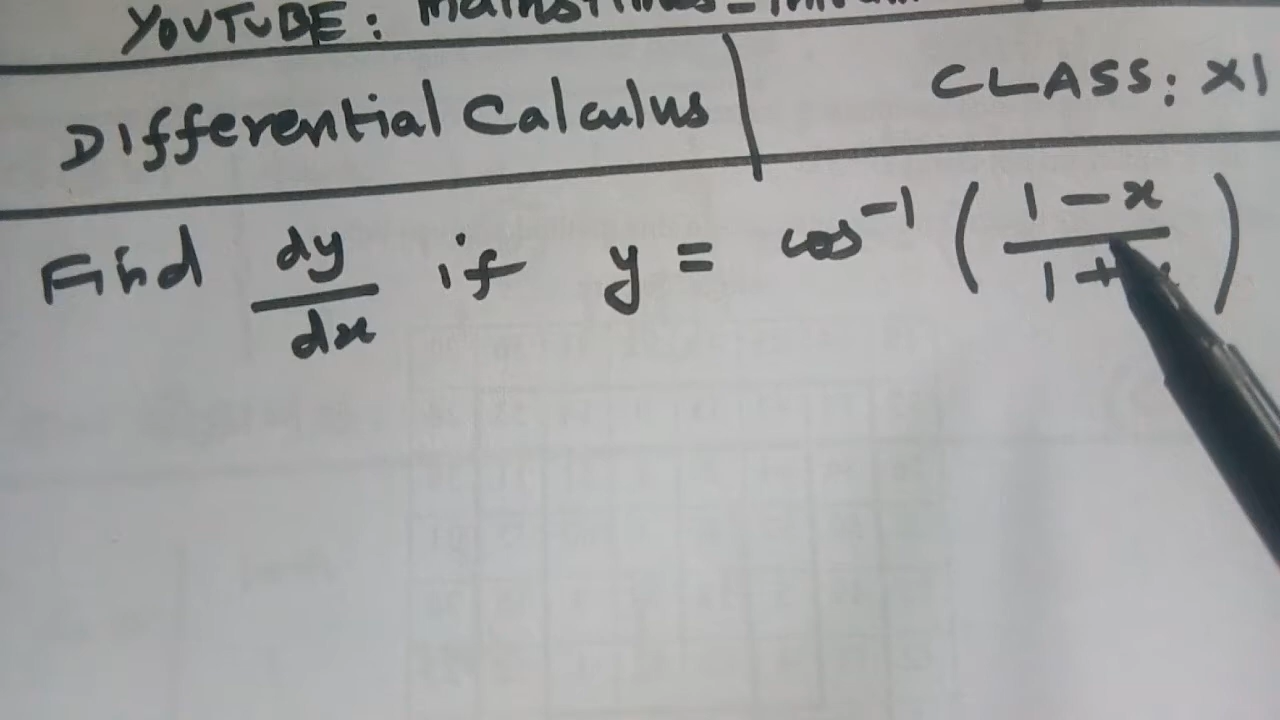 YOUTUBE:
Differential Calculus
CLASS: XI
Find dy/dx if y = cos⁻¹ (1-x/1+x)